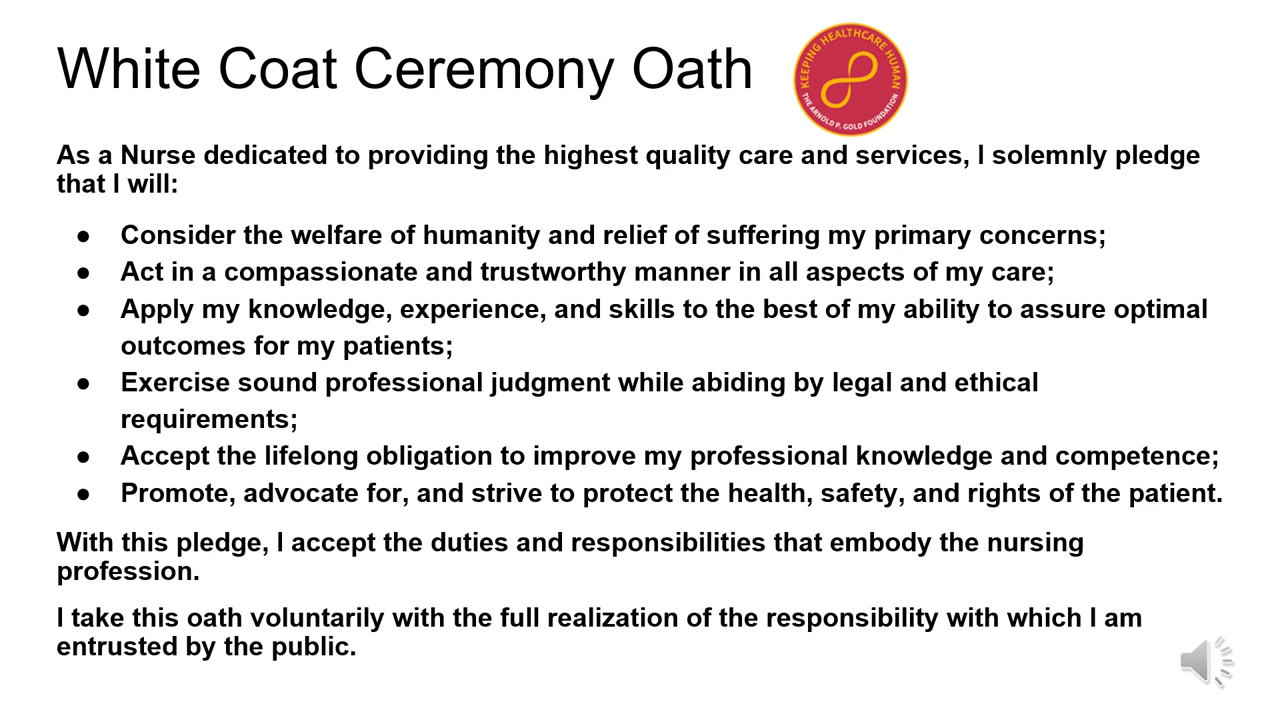 White Coat Ceremony Oath
KEEPING HEALTHCARE HUMAN
THE ARNOLD P. GOLD FOUNDATION
As a Nurse dedicated to providing the highest quality care and services, I solemnly pledge
that I will:
● Consider the welfare of humanity and relief of suffering my primary concerns;
● Act in a compassionate and trustworthy manner in all aspects of my care;
● Apply my knowledge, experience, and skills to the best of my ability to assure optimal
outcomes for my patients;
● Exercise sound professional judgment while abiding by legal and ethical
requirements;
● Accept the lifelong obligation to improve my professional knowledge and competence;
● Promote, advocate for, and strive to protect the health, safety, and rights of the patient.
With this pledge, I accept the duties and responsibilities that embody the nursing
profession.
I take this oath voluntarily with the full realization of the responsibility with which I am
entrusted by the public.